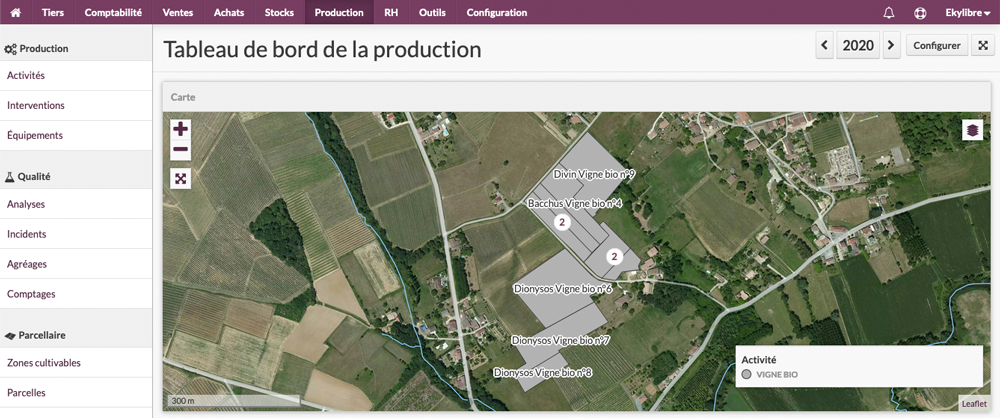 Tiers Comptabilité Ventes Achats Stocks Production RH Outils Configuration Ekylibre
Production
Activités
Interventions
Équipements
Qualité
Analyses
Incidents
Agréages
Comptages
Parcellaire
Zones cultivables
Parcelles
Tableau de bord de la production
2020
Configurer
Carte
Divin Vigne bio n°9
Bacchus Vigne bio n°4
2
2
Dionysos Vigne bio n°6
Dionysos Vigne bio n°7
Dionysos Vigne bio n°8
Activité
VIGNE BIO
300 m
Leaflet